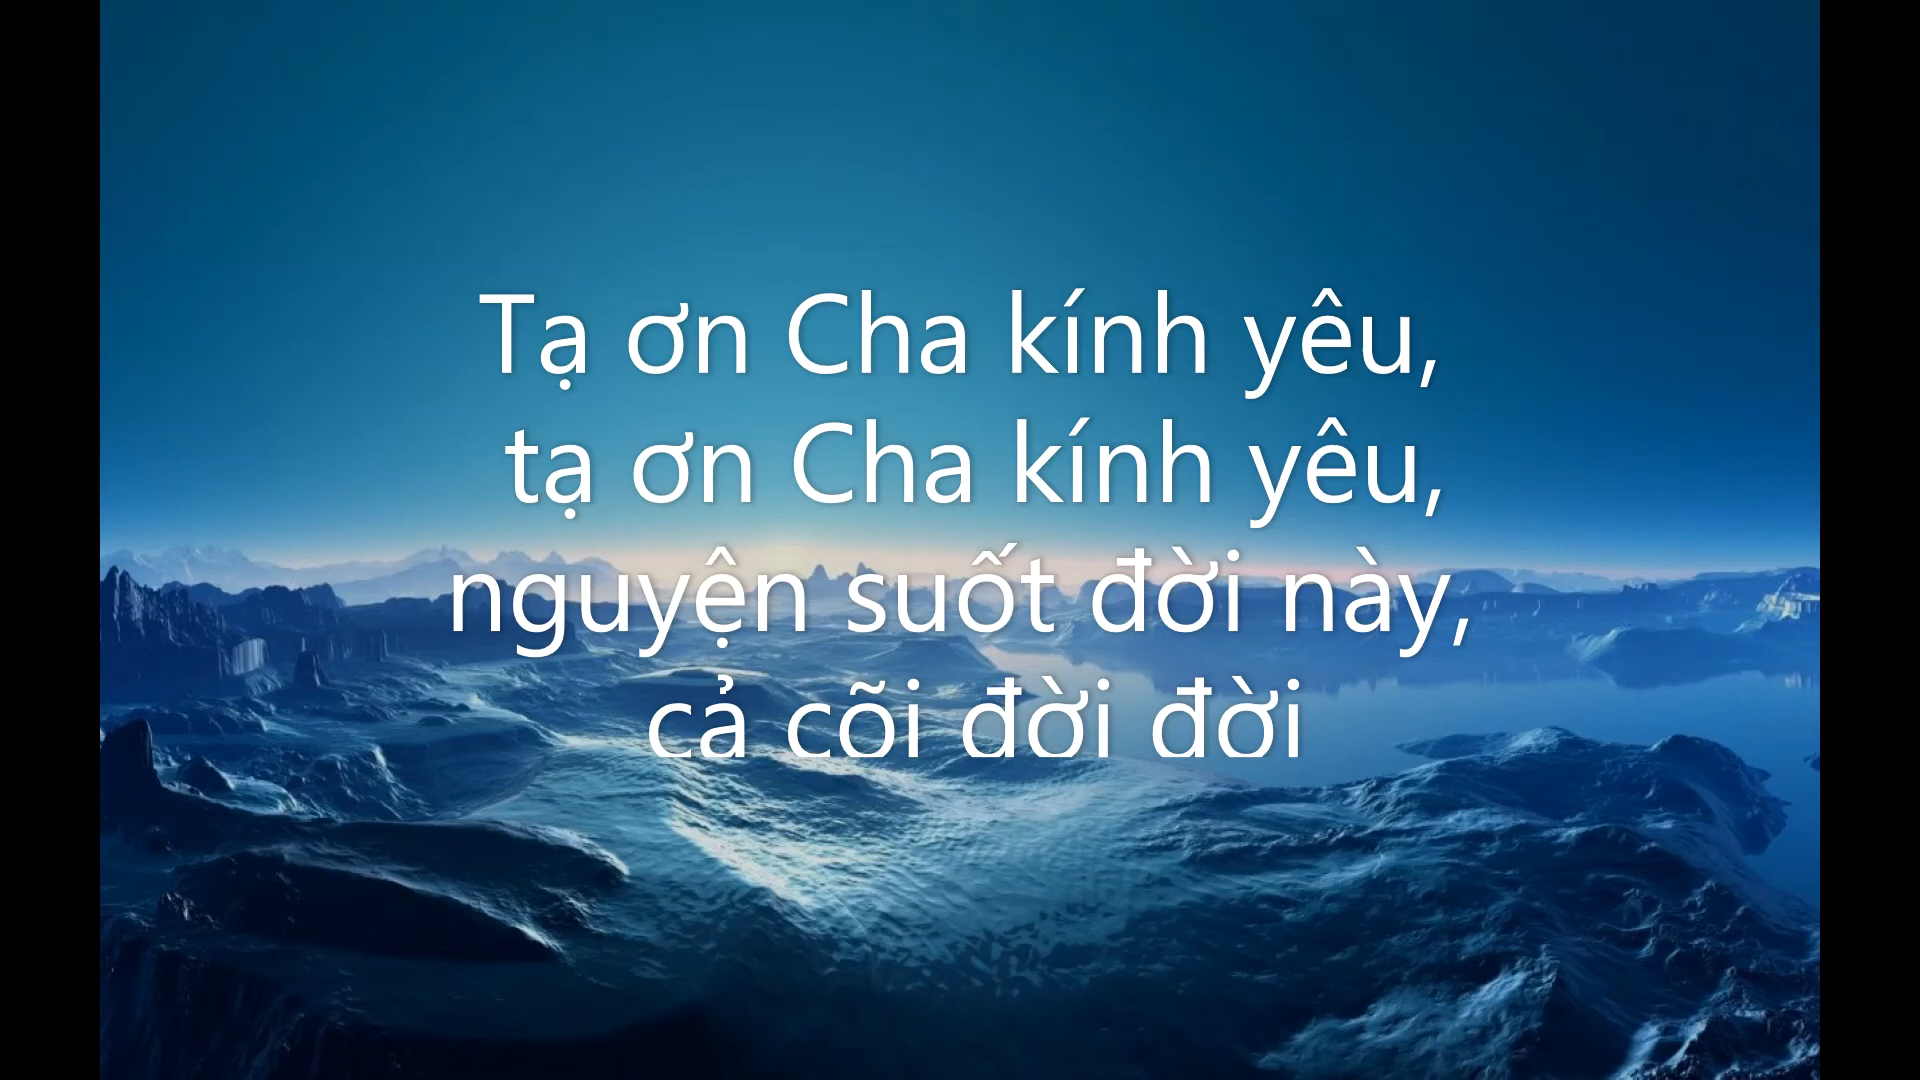 Tạ ơn Cha kính yêu,
tạ ơn Cha kính yêu,
nguyện suốt đời này,
cả cõi đời đời